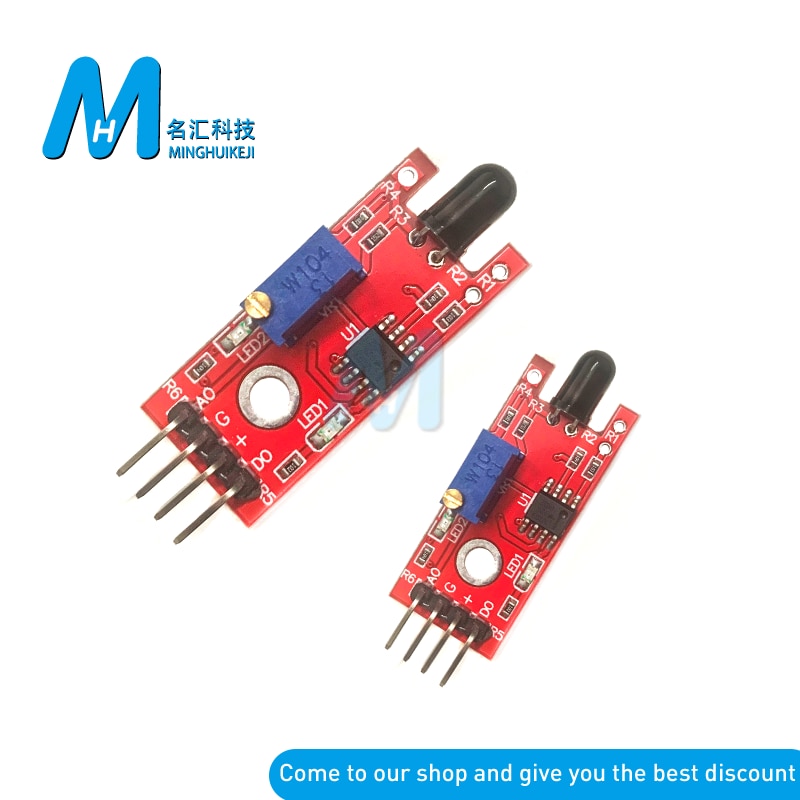 MH
名汇科技
MINGHUIKEJI
R4
R3
R2
R1
W104
VR1
U1
LED2
LED1
R6
AO
G
+
DO
R5
R4
R3
R2
R1
W104
U1
LED2
LED1
R6
AO
G
+
DO
R5
Come to our shop and give you the best discount